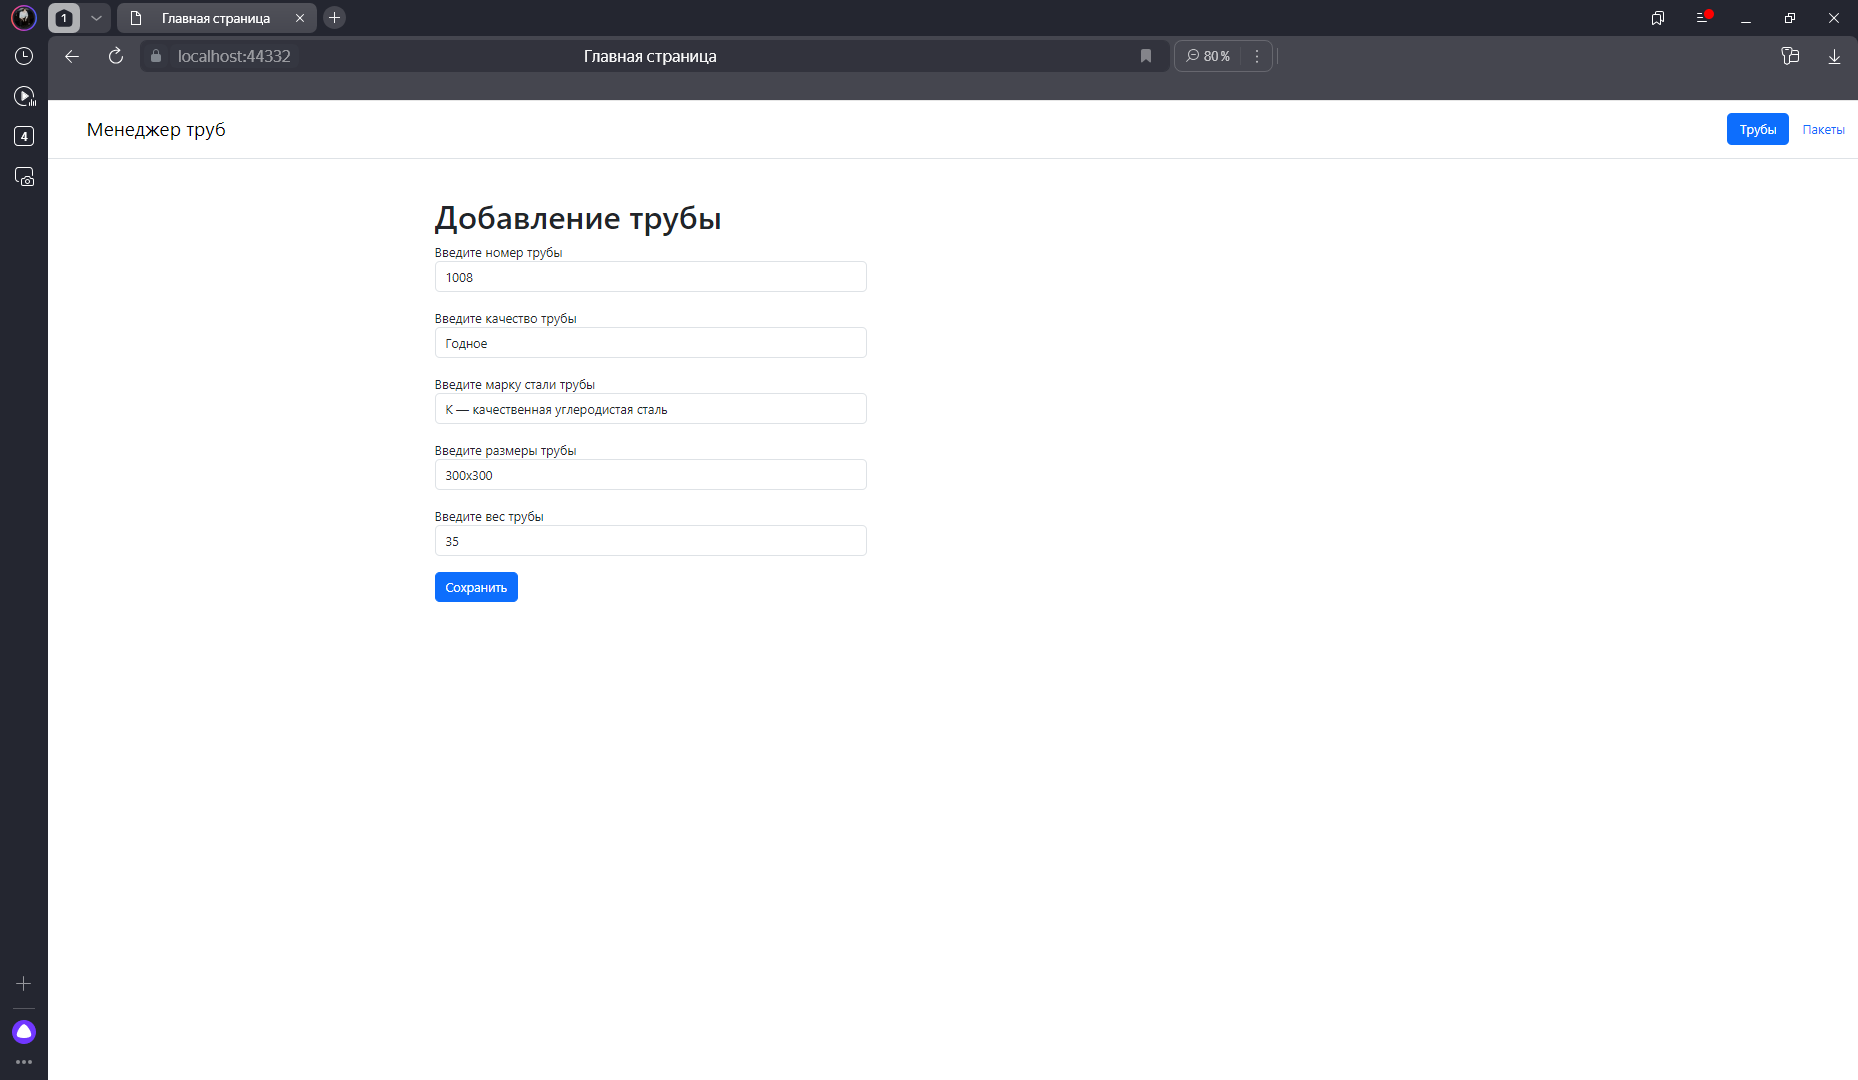 1
Главная страница
localhost:44332
Главная страница
80 %
4
Менеджер труб
Трубы
Пакеты
Добавление трубы
Введите номер трубы
1008
Введите качество трубы
Годное
Введите марку стали трубы
К — качественная углеродистая сталь
Введите размеры трубы
300х300
Введите вес трубы
35
Сохранить